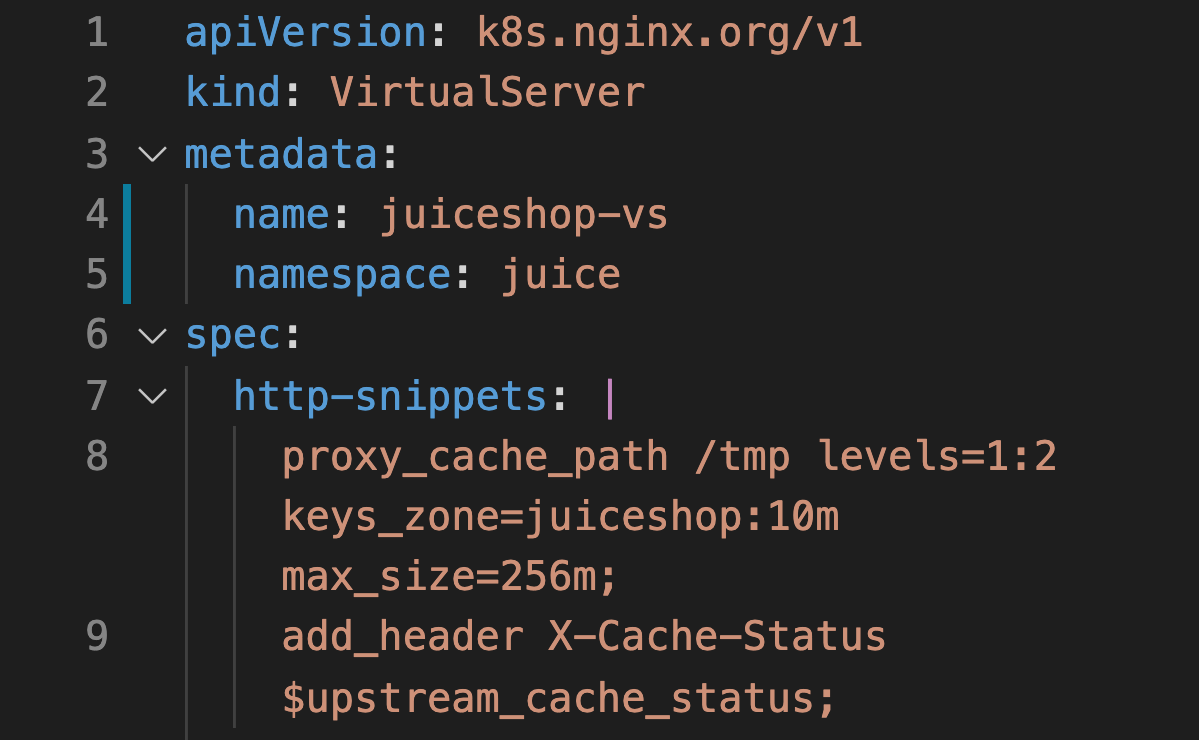 1 apiVersion: k8s.nginx.org/v1
2 kind: VirtualServer
3 metadata:
4 name: juiceshop-vs
5 namespace: juice
6 spec:
7 http-snippets: |
8 proxy_cache_path /tmp levels=1:2
keys_zone=juiceshop:10m
max_size=256m;
9 add_header X-Cache-Status
$upstream_cache_status;